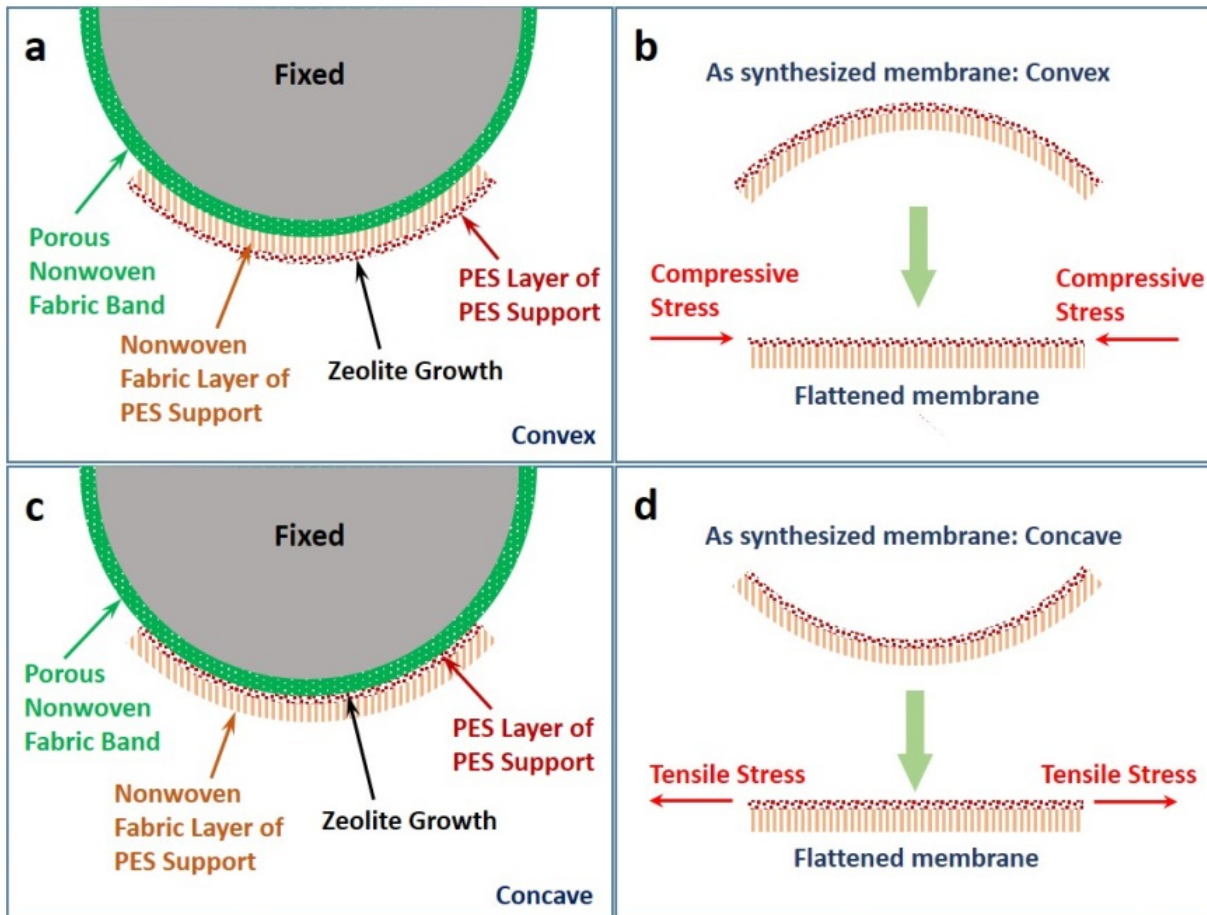 a
Fixed
Porous
Nonwoven
Fabric Band
Nonwoven
Fabric Layer of
PES Support
Zeolite Growth
PES Layer of
PES Support
Convex
b
As synthesized membrane: Convex
Compressive
Stress
Compressive
Stress
Flattened membrane
c
Fixed
Porous
Nonwoven
Fabric Band
Nonwoven
Fabric Layer of
PES Support
Zeolite Growth
PES Layer of
PES Support
Concave
d
As synthesized membrane: Concave
Tensile Stress
Tensile Stress
Flattened membrane